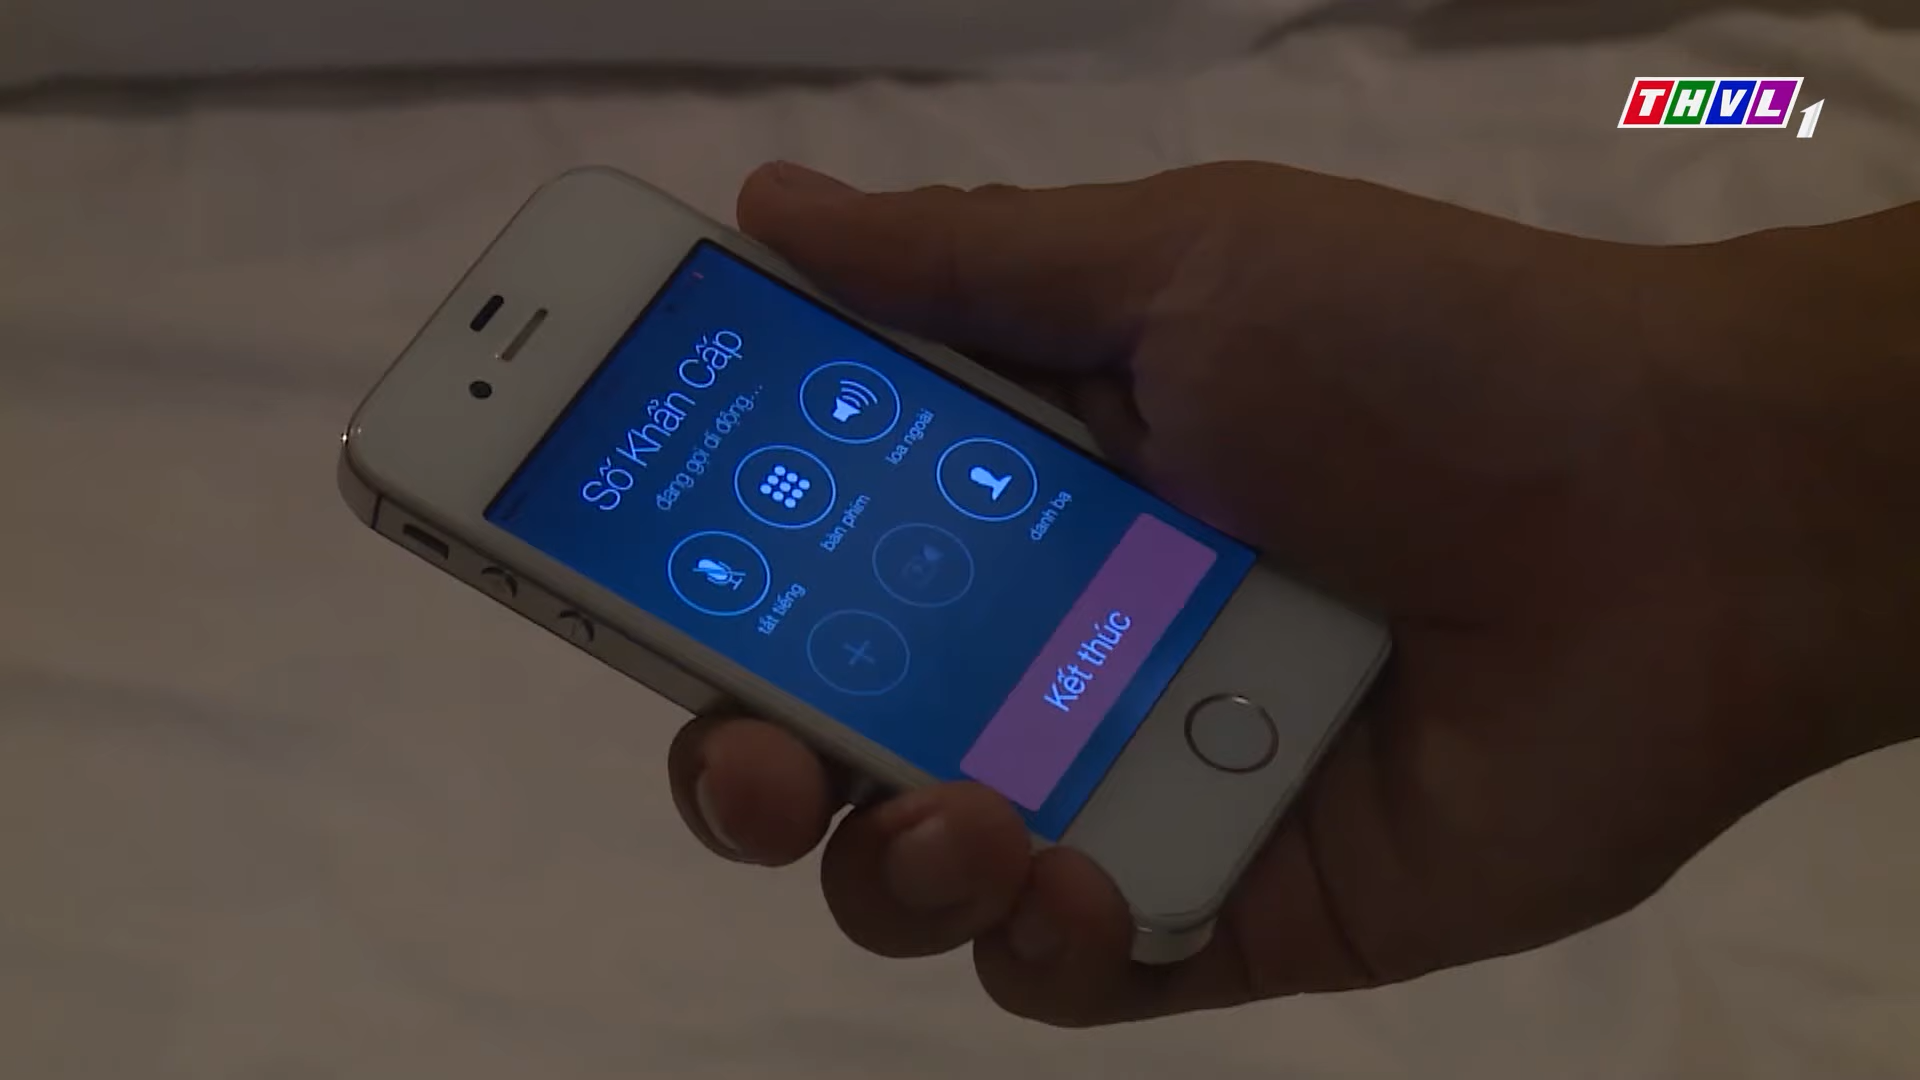 THVL1
Số Khẩn Cấp
đang gọi di động...
tắt tiếng
bàn phím
loa ngoài
danh bạ
Kết thúc